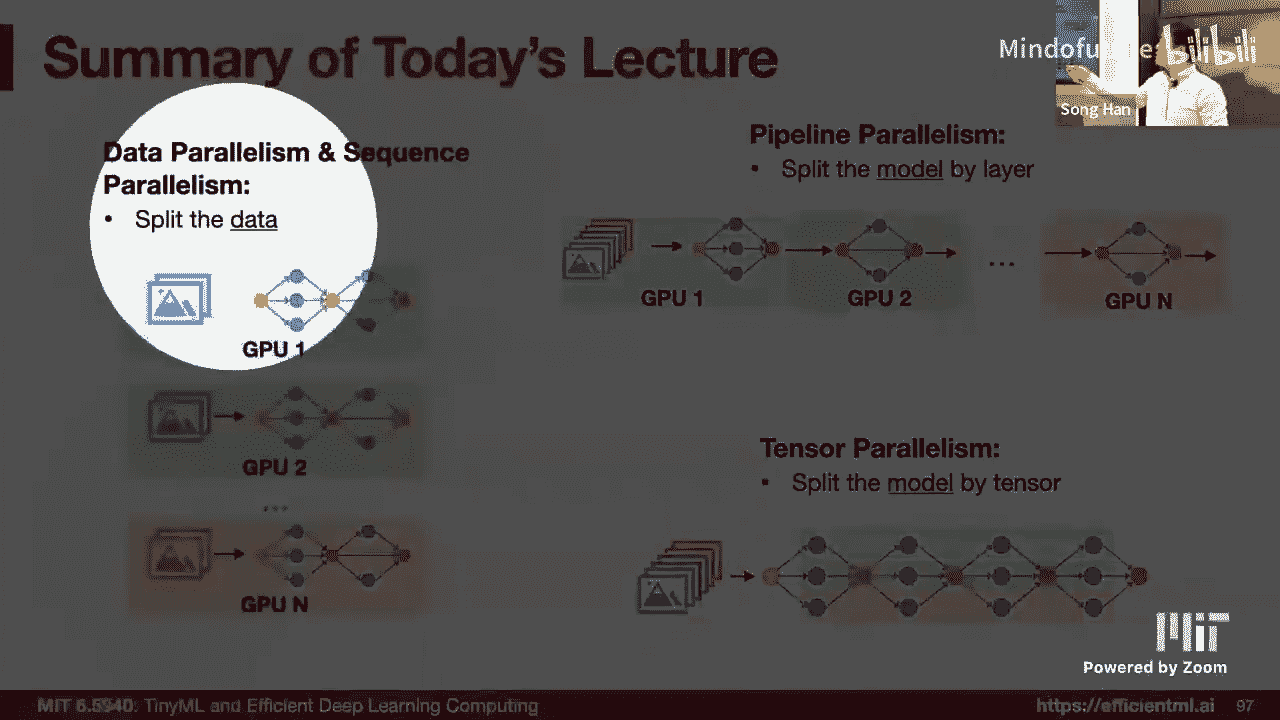 Summary of Today's Lecture
bilibili
Song Han
Data Parallelism & Sequence
Parallelism:
• Split the data
GPU 1
GPU 2
...
GPU N
Pipeline Parallelism:
• Split the model by layer
GPU 1
GPU 2
...
GPU N
Tensor Parallelism:
• Split the model by tensor
MIT
Powered by Zoom
MIT 6.5940: TinyML and Efficient Deep Learning Computing
https://efficientml.ai
97